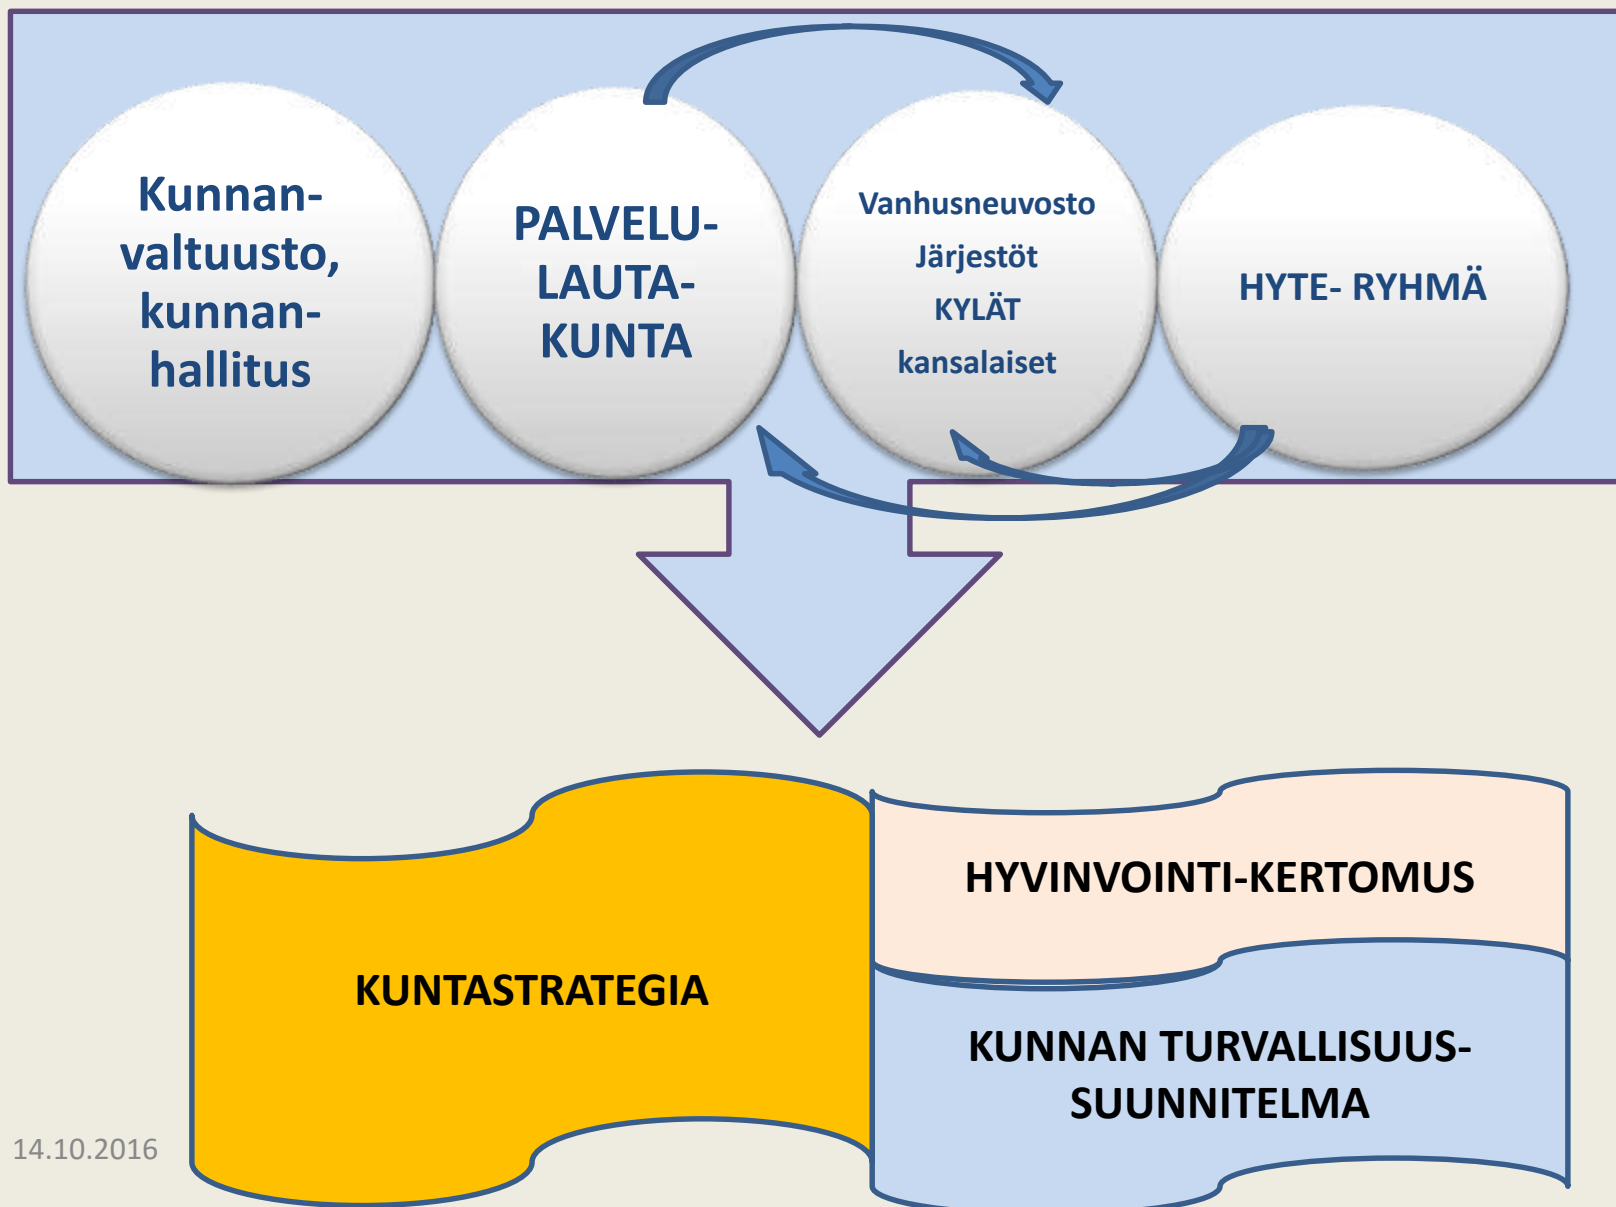 Kunnan-
valtuusto,
kunnan-
hallitus
PALVELU-
LAUTA-
KUNTA
Vanhusneuvosto
Järjestöt
KYLÄT
kansalaiset
HYTE- RYHMÄ
KUNTASTRATEGIA
HYVINVOINTI-KERTOMUS
KUNNAN TURVALLISUUS-
SUUNNITELMA
14.10.2016